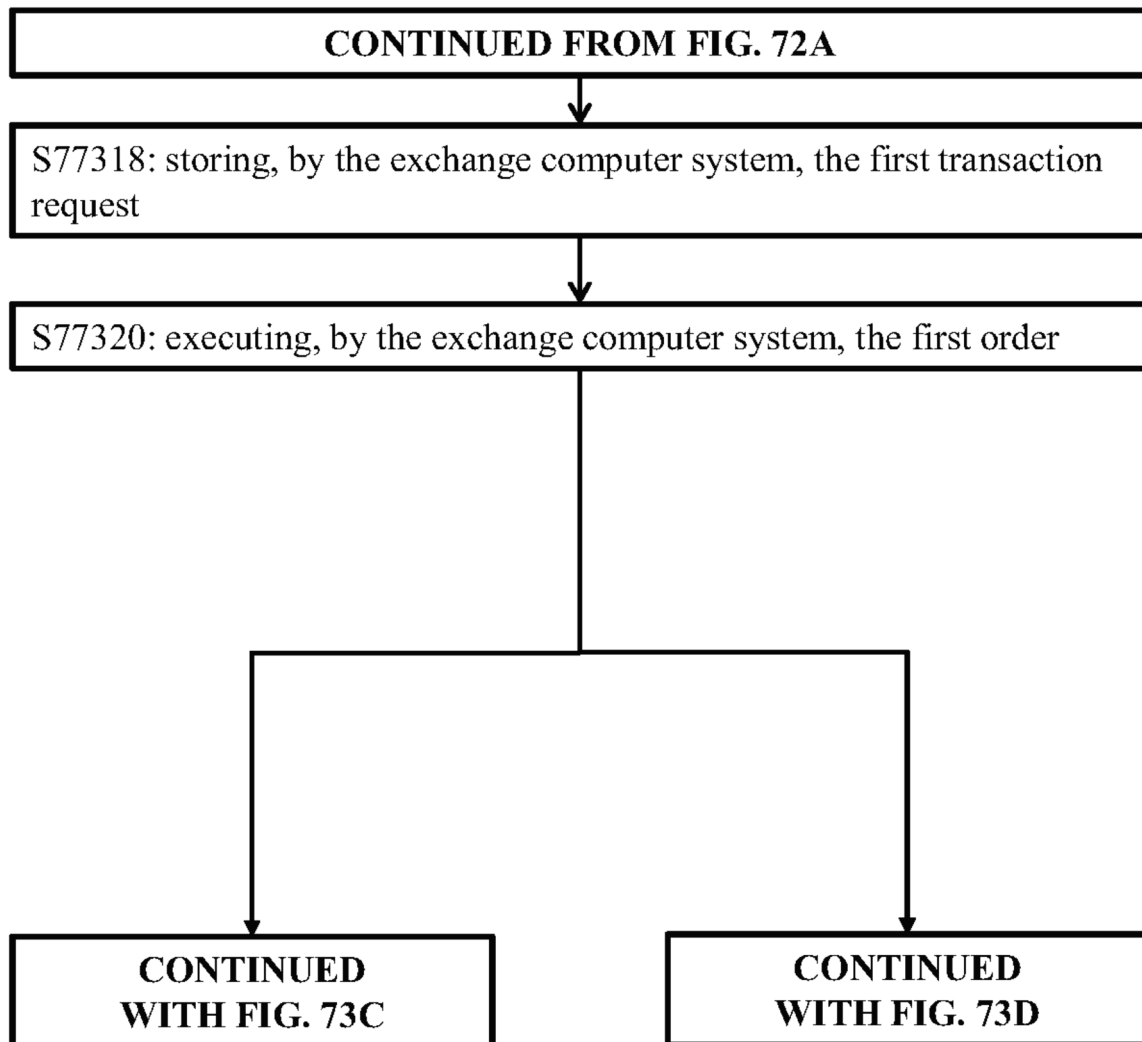 CONTINUED FROM FIG. 72A
S77318: storing, by the exchange computer system, the first transaction
request
S77320: executing, by the exchange computer system, the first order
CONTINUED
WITH FIG. 73C
CONTINUED
WITH FIG. 73D